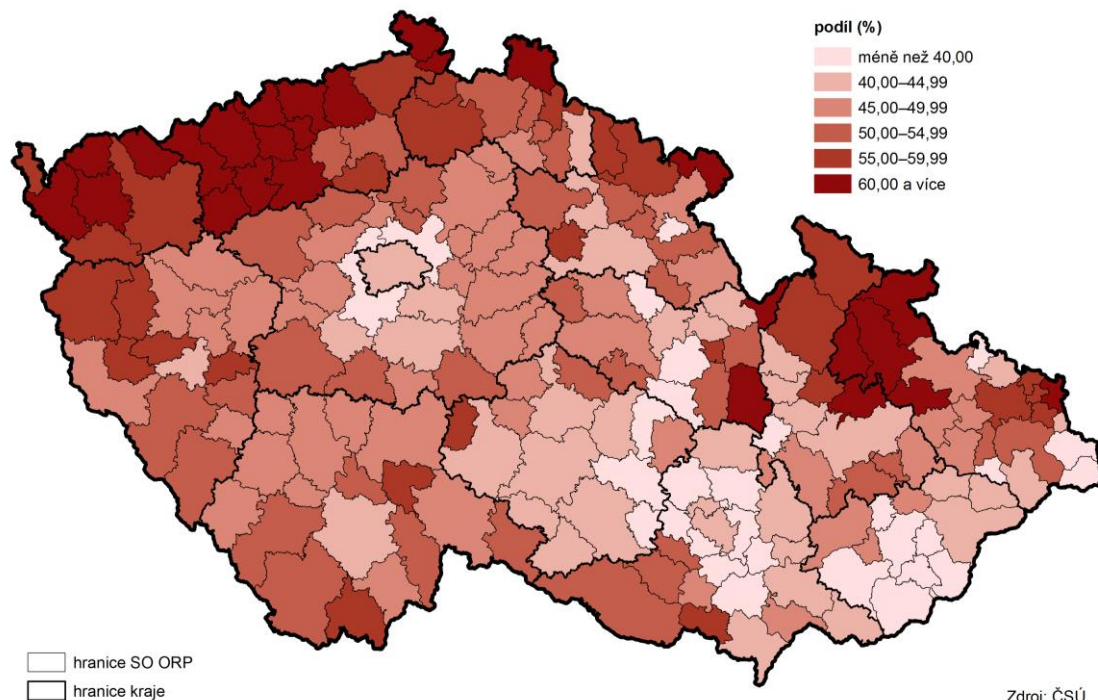 podíl (%)
méně než 40,00
40,00–44,99
45,00–49,99
50,00–54,99
55,00–59,99
60,00 a více
hranice SO ORP
hranice kraje
Zdroj: ČSÚ